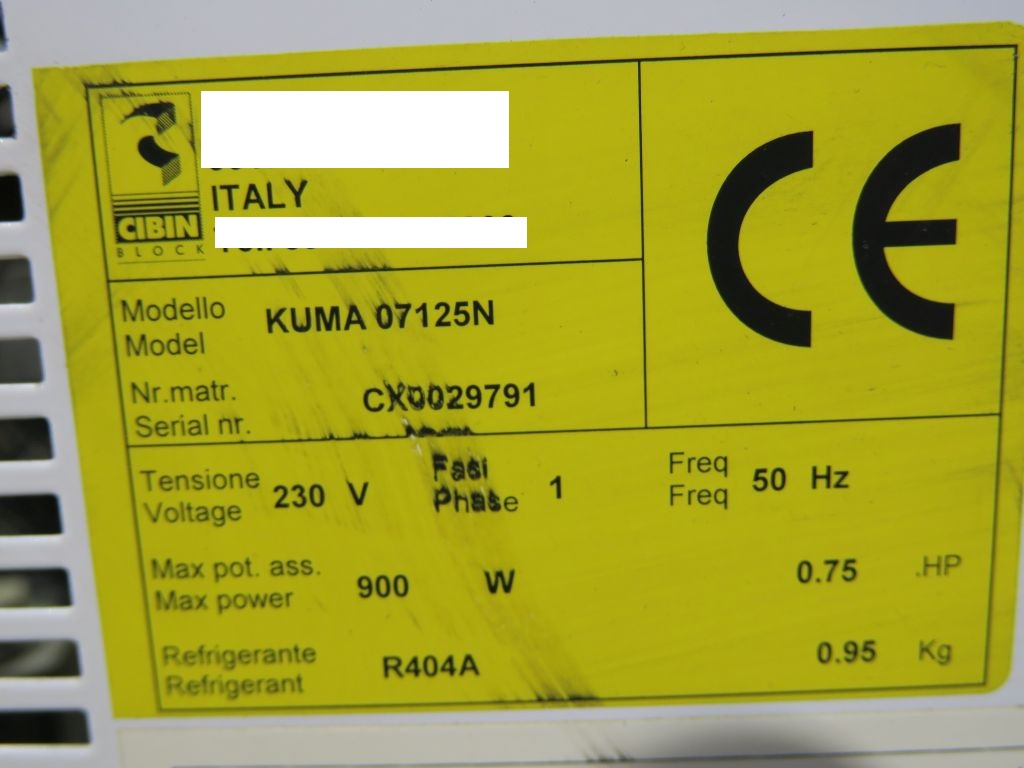 CIBIN
BLOCK
ITALY
Modello
Model
KUMA 07125N
Nr.matr.
Serial nr.
CX0029791
Tensione
Voltage
230 V
Fasi
Phase
1
Freq
Freq
50 Hz
Max pot. ass.
Max power
900 W
0.75 .HP
Refrigerante
Refrigerant
R404A
0.95 Kg
CE